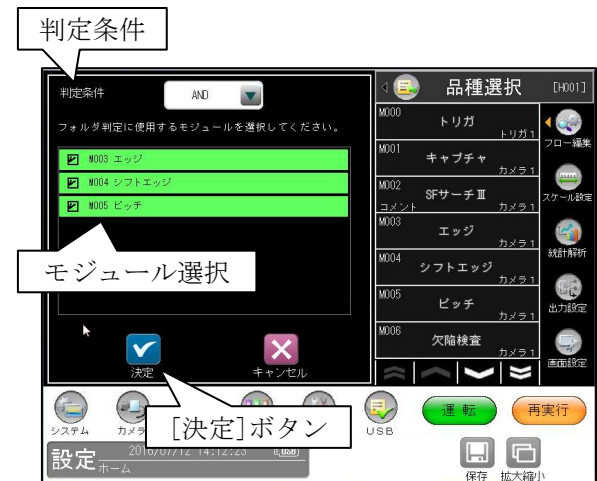 判定条件
判定条件
AND
フォルダ判定に使用するモジュールを選択してください。
M003 エッジ
M004 シフトエッジ
M005 ピッチ
モジュール選択
決定
キャンセル
[決定]ボタン
品種選択
[H001]
M000
トリガ
トリガ1
M001
キャプチャ
カメラ1
M002
SFサーチⅢ
コメント
カメラ1
M003
エッジ
カメラ1
M004
シフトエッジ
カメラ1
M005
ピッチ
カメラ1
M006
欠陥検査
カメラ1
フロー編集
スケール設定
統計解析
出力設定
画面設定
システム
カメラ
USB
運転
再実行
設定
ホーム
2016/07/12 14:12:23
USB
保存
拡大縮小